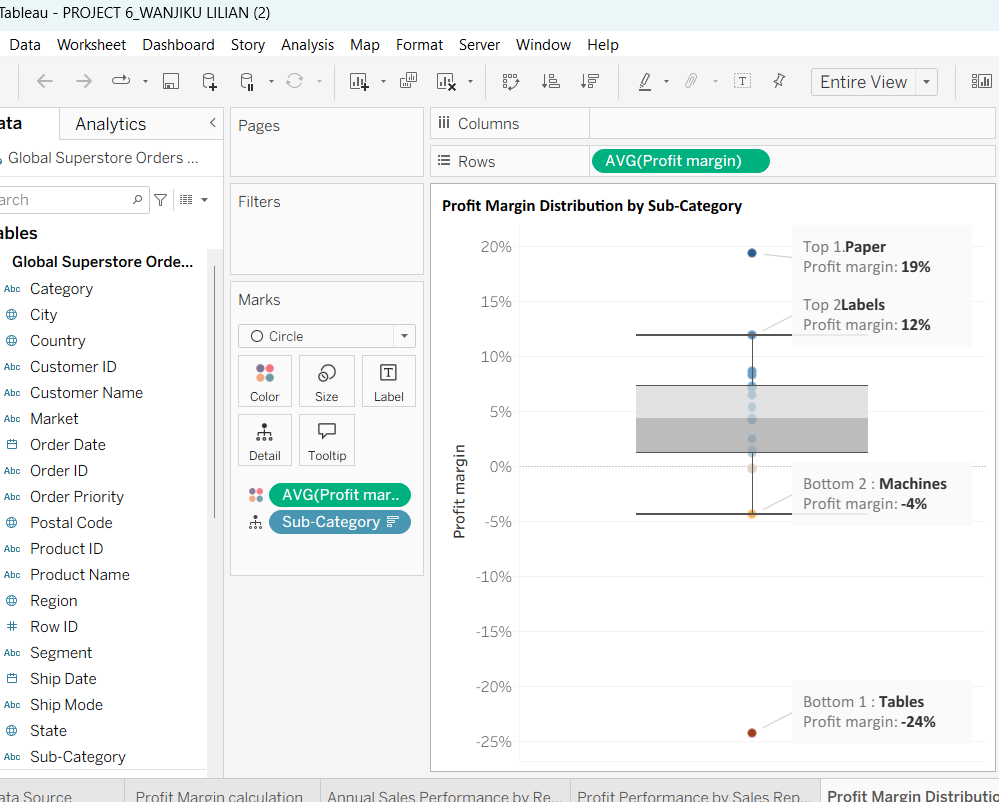 Tableau - PROJECT 6_WANJIKU LILIAN (2)
Data Worksheet Dashboard Story Analysis Map Format Server Window Help
Entire View
ata Analytics
Global Superstore Orders ...
arch
ables
Global Superstore Orde...
Abc Category
City
Country
Abc Customer ID
Abc Customer Name
Abc Market
Order Date
Abc Order ID
Abc Order Priority
Postal Code
Abc Product ID
Abc Product Name
Region
# Row ID
Abc Segment
Ship Date
Abc Ship Mode
State
Abc Sub-Category
Pages
Filters
Marks
Circle
Color Size Label
Detail Tooltip
AVG(Profit mar..
Sub-Category
Columns
Rows AVG(Profit margin)
Profit Margin Distribution by Sub-Category
Profit margin
20%
15%
10%
5%
0%
-5%
-10%
-15%
-20%
-25%
Top 1.Paper
Profit margin: 19%
Top 2Labels
Profit margin: 12%
Bottom 2 : Machines
Profit margin: -4%
Bottom 1 : Tables
Profit margin: -24%
ata Source Profit Margin calculation Annual Sales Performance by Re... Profit Performance by Sales Rep... Profit Margin Distributio